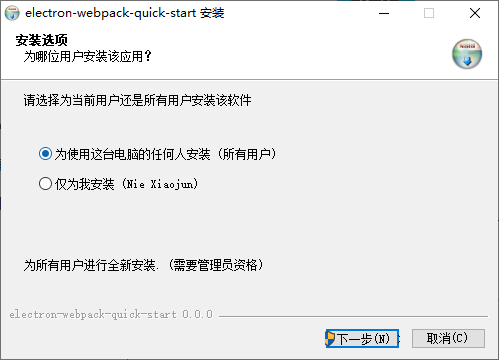 electron-webpack-quick-start 安装
安装选项
为哪位用户安装该应用？
请选择为当前用户还是所有用户安装该软件
为使用这台电脑的任何人安装 (所有用户)
仅为我安装 (Nie Xiaojun)
为所有用户进行全新安装. (需要管理员资格)
electron-webpack-quick-start 0.0.0
下一步(N)
取消(C)